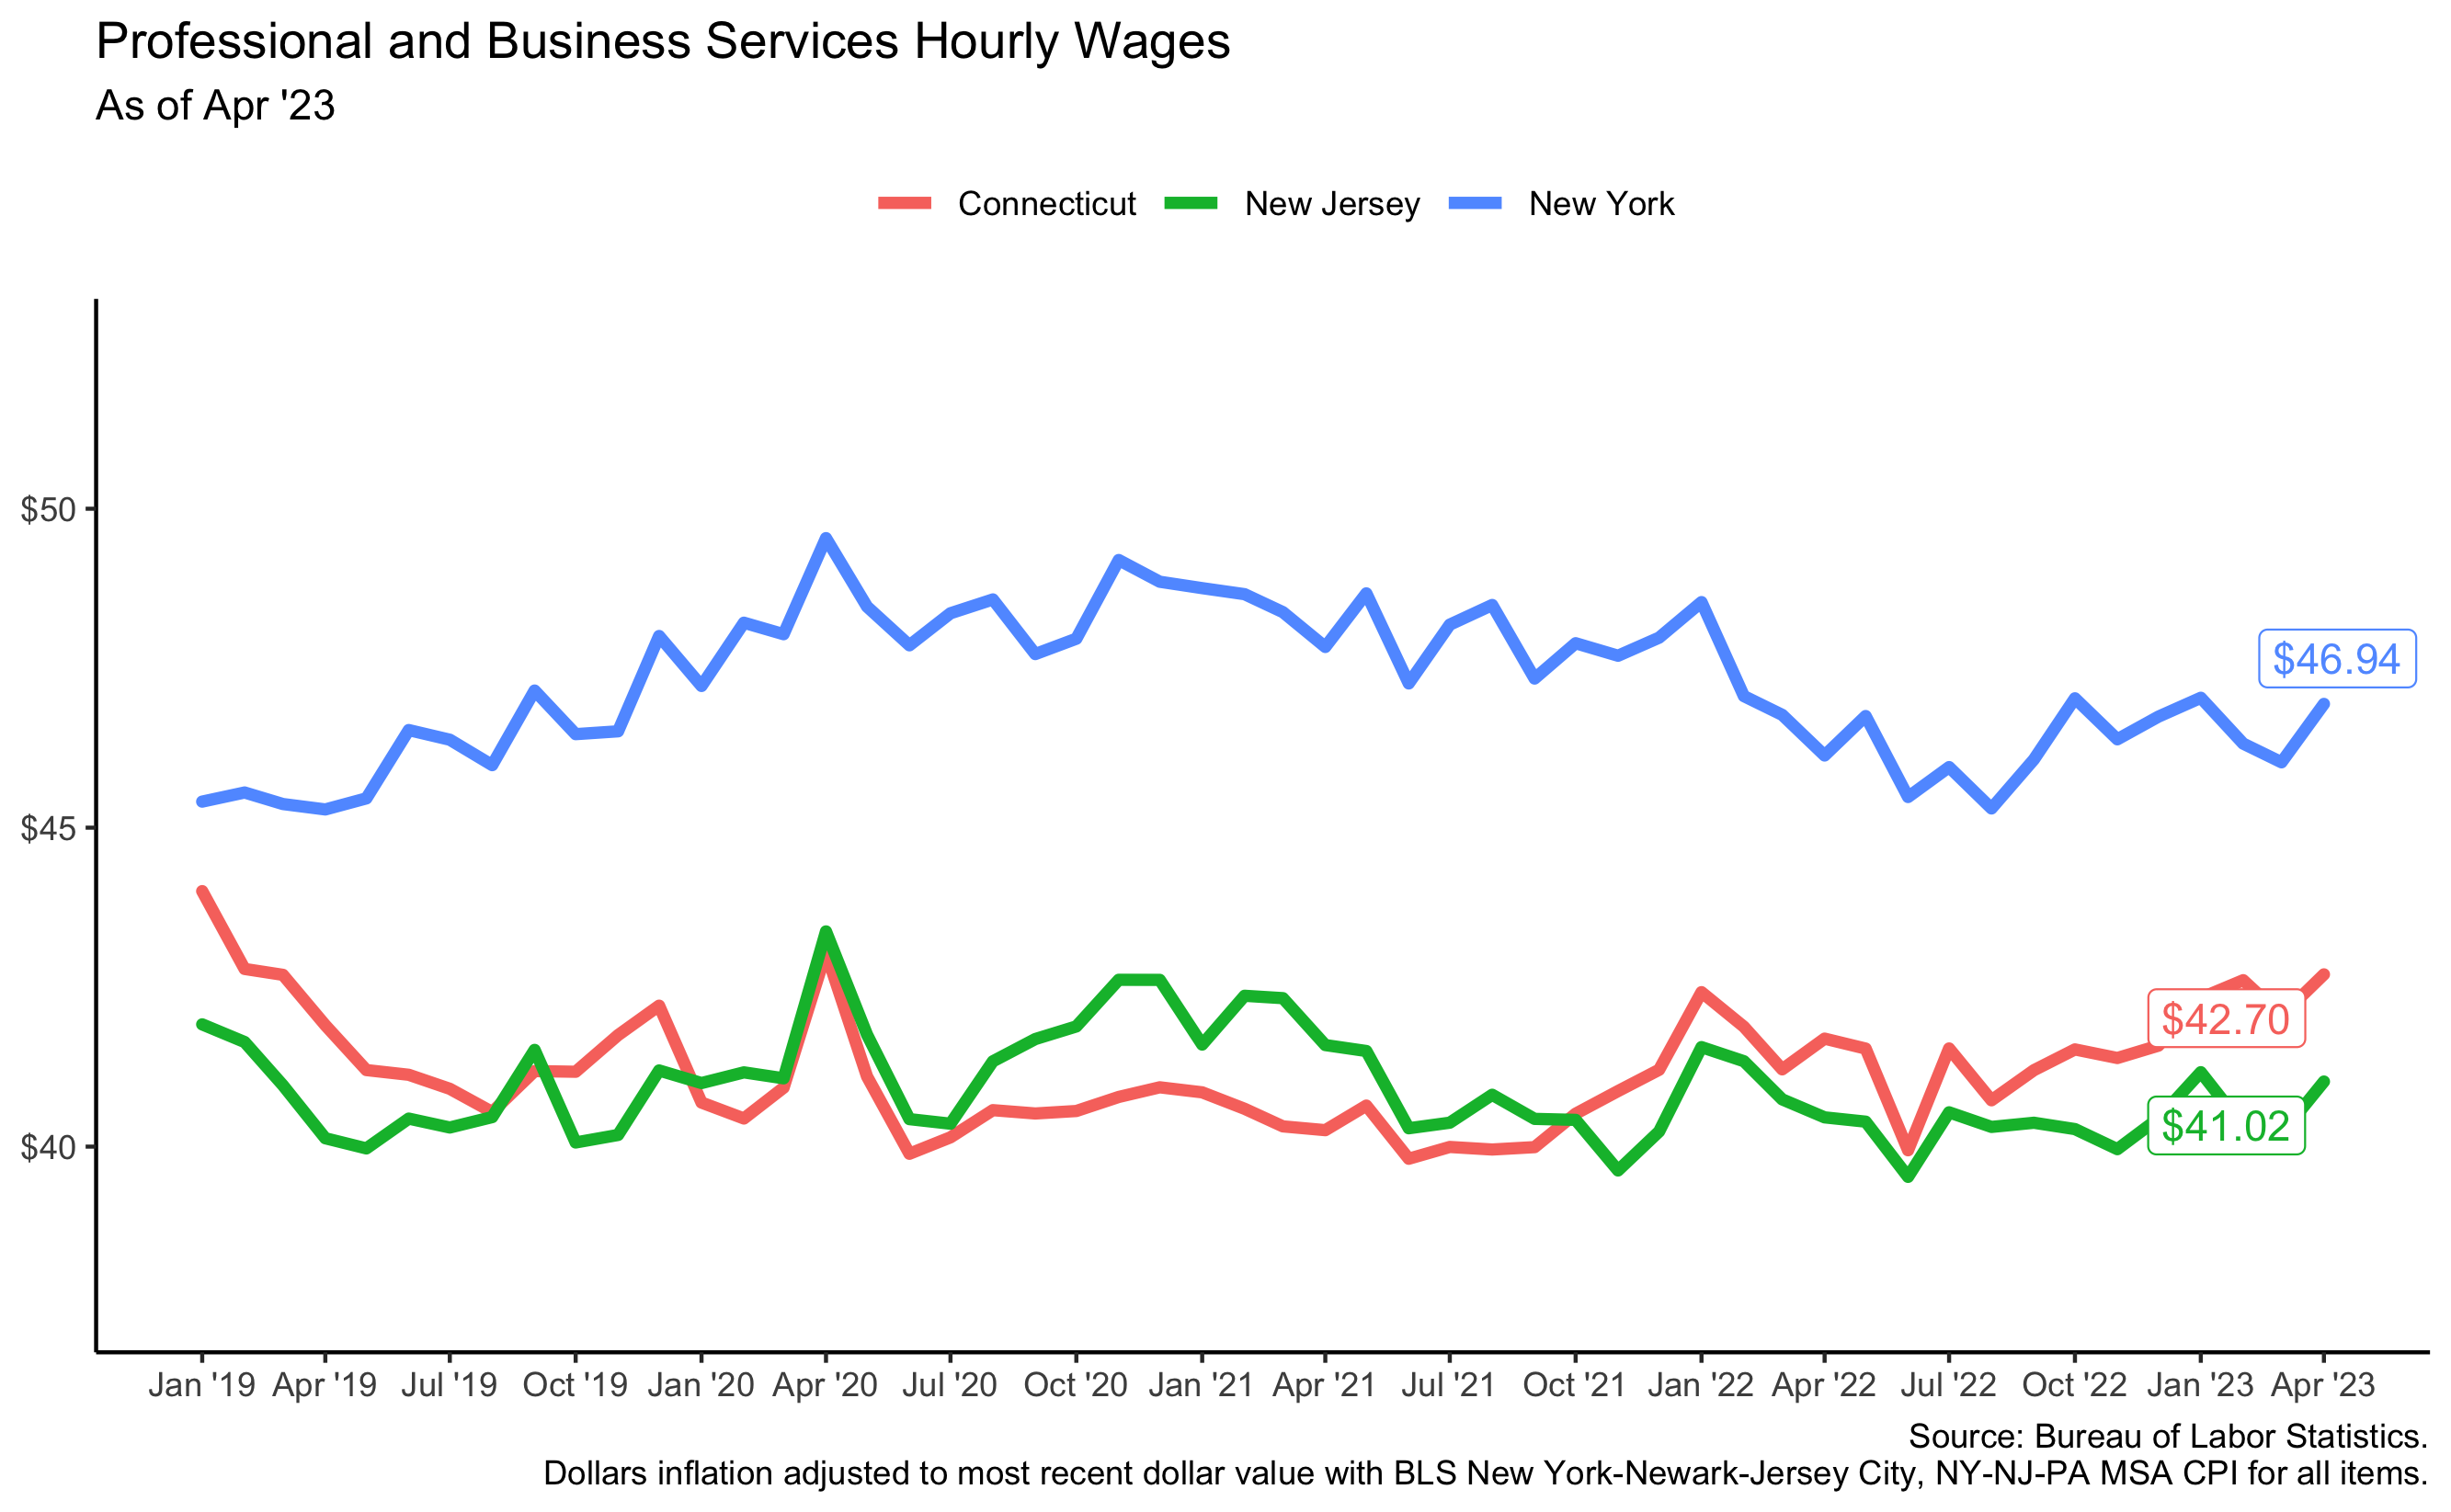 Professional and Business Services Hourly Wages
As of Apr '23
Connecticut New Jersey New York
$50
$45
$40
$46.94
$42.70
$41.02
Jan '19 Apr '19 Jul '19 Oct '19 Jan '20 Apr '20 Jul '20 Oct '20 Jan '21 Apr '21 Jul '21 Oct '21 Jan '22 Apr '22 Jul '22 Oct '22 Jan '23 Apr '23
Source: Bureau of Labor Statistics.
Dollars inflation adjusted to most recent dollar value with BLS New York-Newark-Jersey City, NY-NJ-PA MSA CPI for all items.